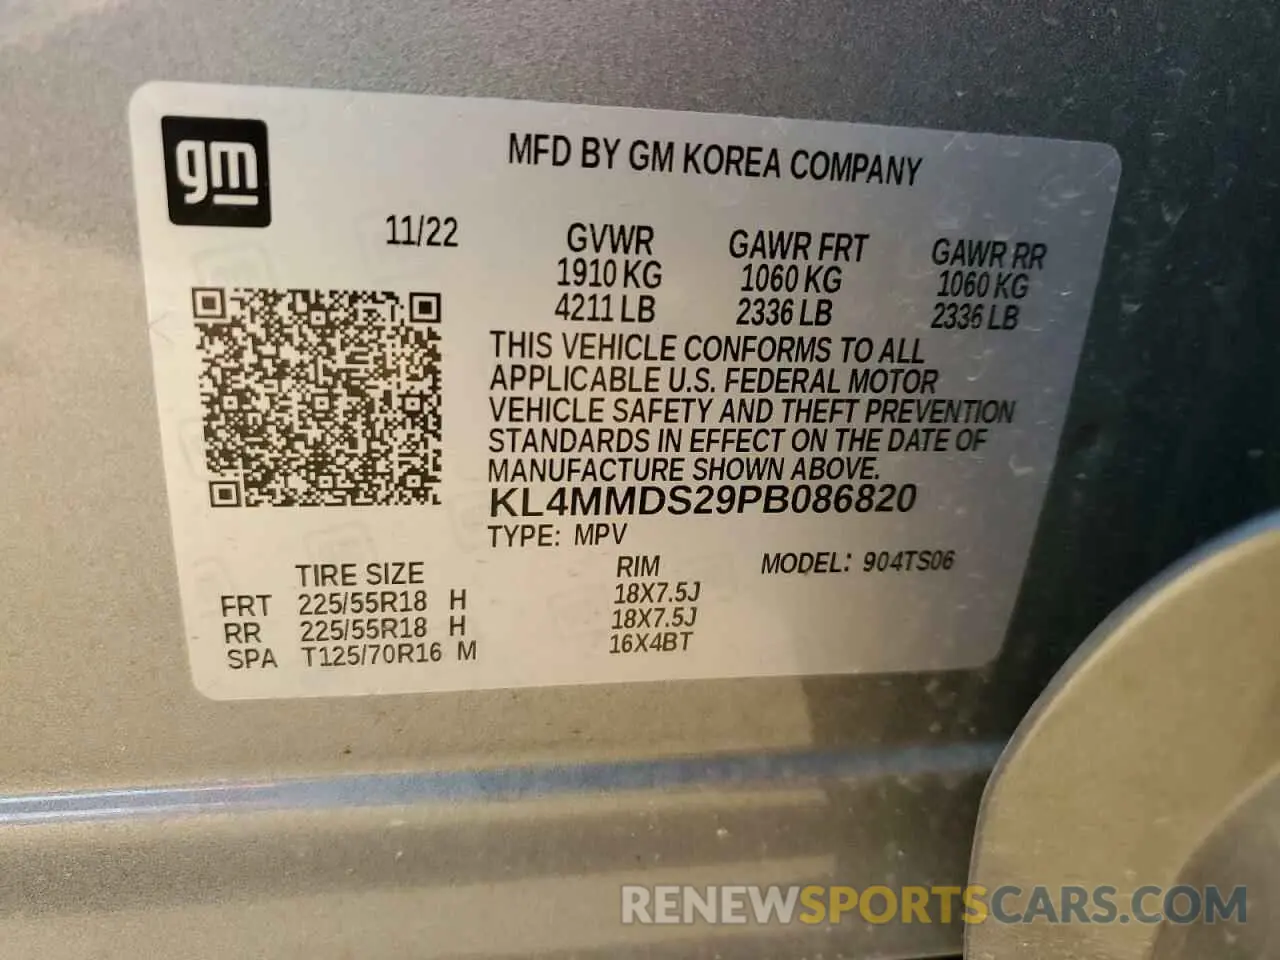 gm
MFD BY GM KOREA COMPANY
11/22
GVWR GAWR FRT GAWR RR
1910 KG 1060 KG 1060 KG
4211 LB 2336 LB 2336 LB
THIS VEHICLE CONFORMS TO ALL
APPLICABLE U.S. FEDERAL MOTOR
VEHICLE SAFETY AND THEFT PREVENTION
STANDARDS IN EFFECT ON THE DATE OF
MANUFACTURE SHOWN ABOVE.
KL4MMDS29PB086820
TYPE: MPV
TIRE SIZE RIM MODEL: 904TS06
FRT 225/55R18 H 18X7.5J
RR 225/55R18 H 18X7.5J
SPA T125/70R16 M 16X4BT
RENEWSPORTSCARS.COM